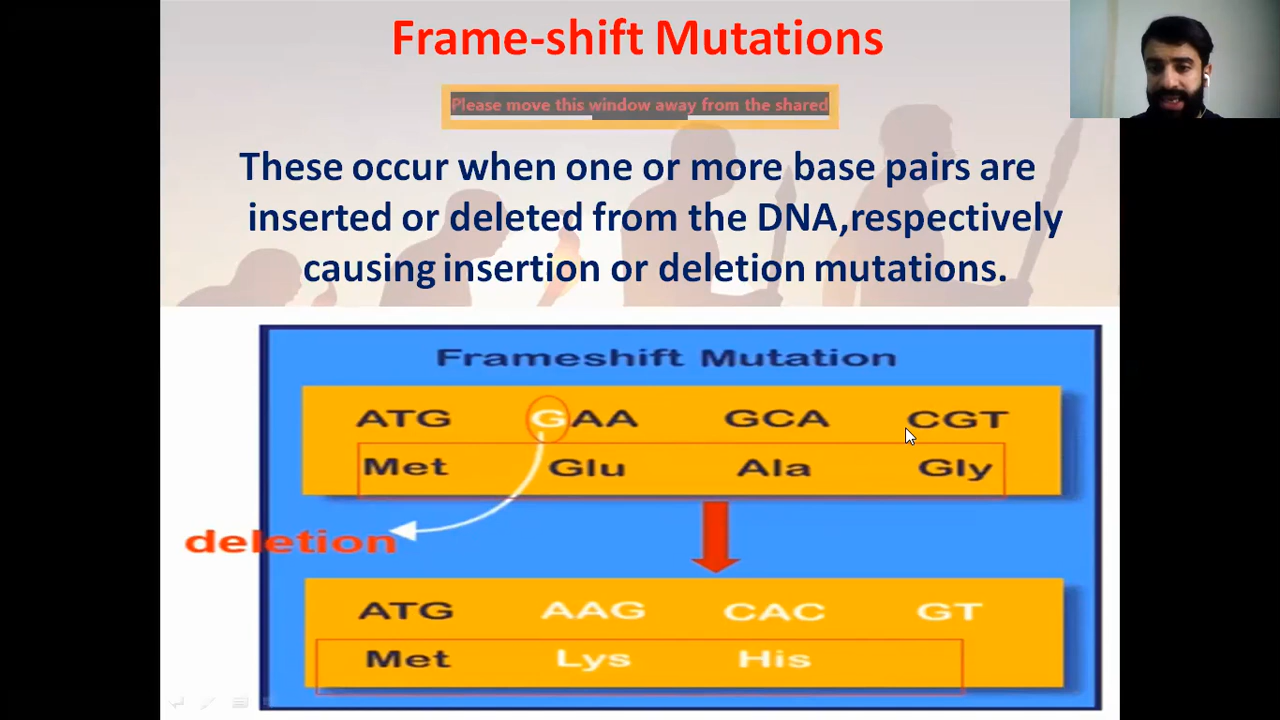 Frame-shift Mutations
Please move this window away from the shared
These occur when one or more base pairs are
inserted or deleted from the DNA,respectively
causing insertion or deletion mutations.
Frameshift Mutation
ATG GAA GCA CGT
Met Glu Ala Gly
deletion
ATG AAG CAC GT
Met Lys His